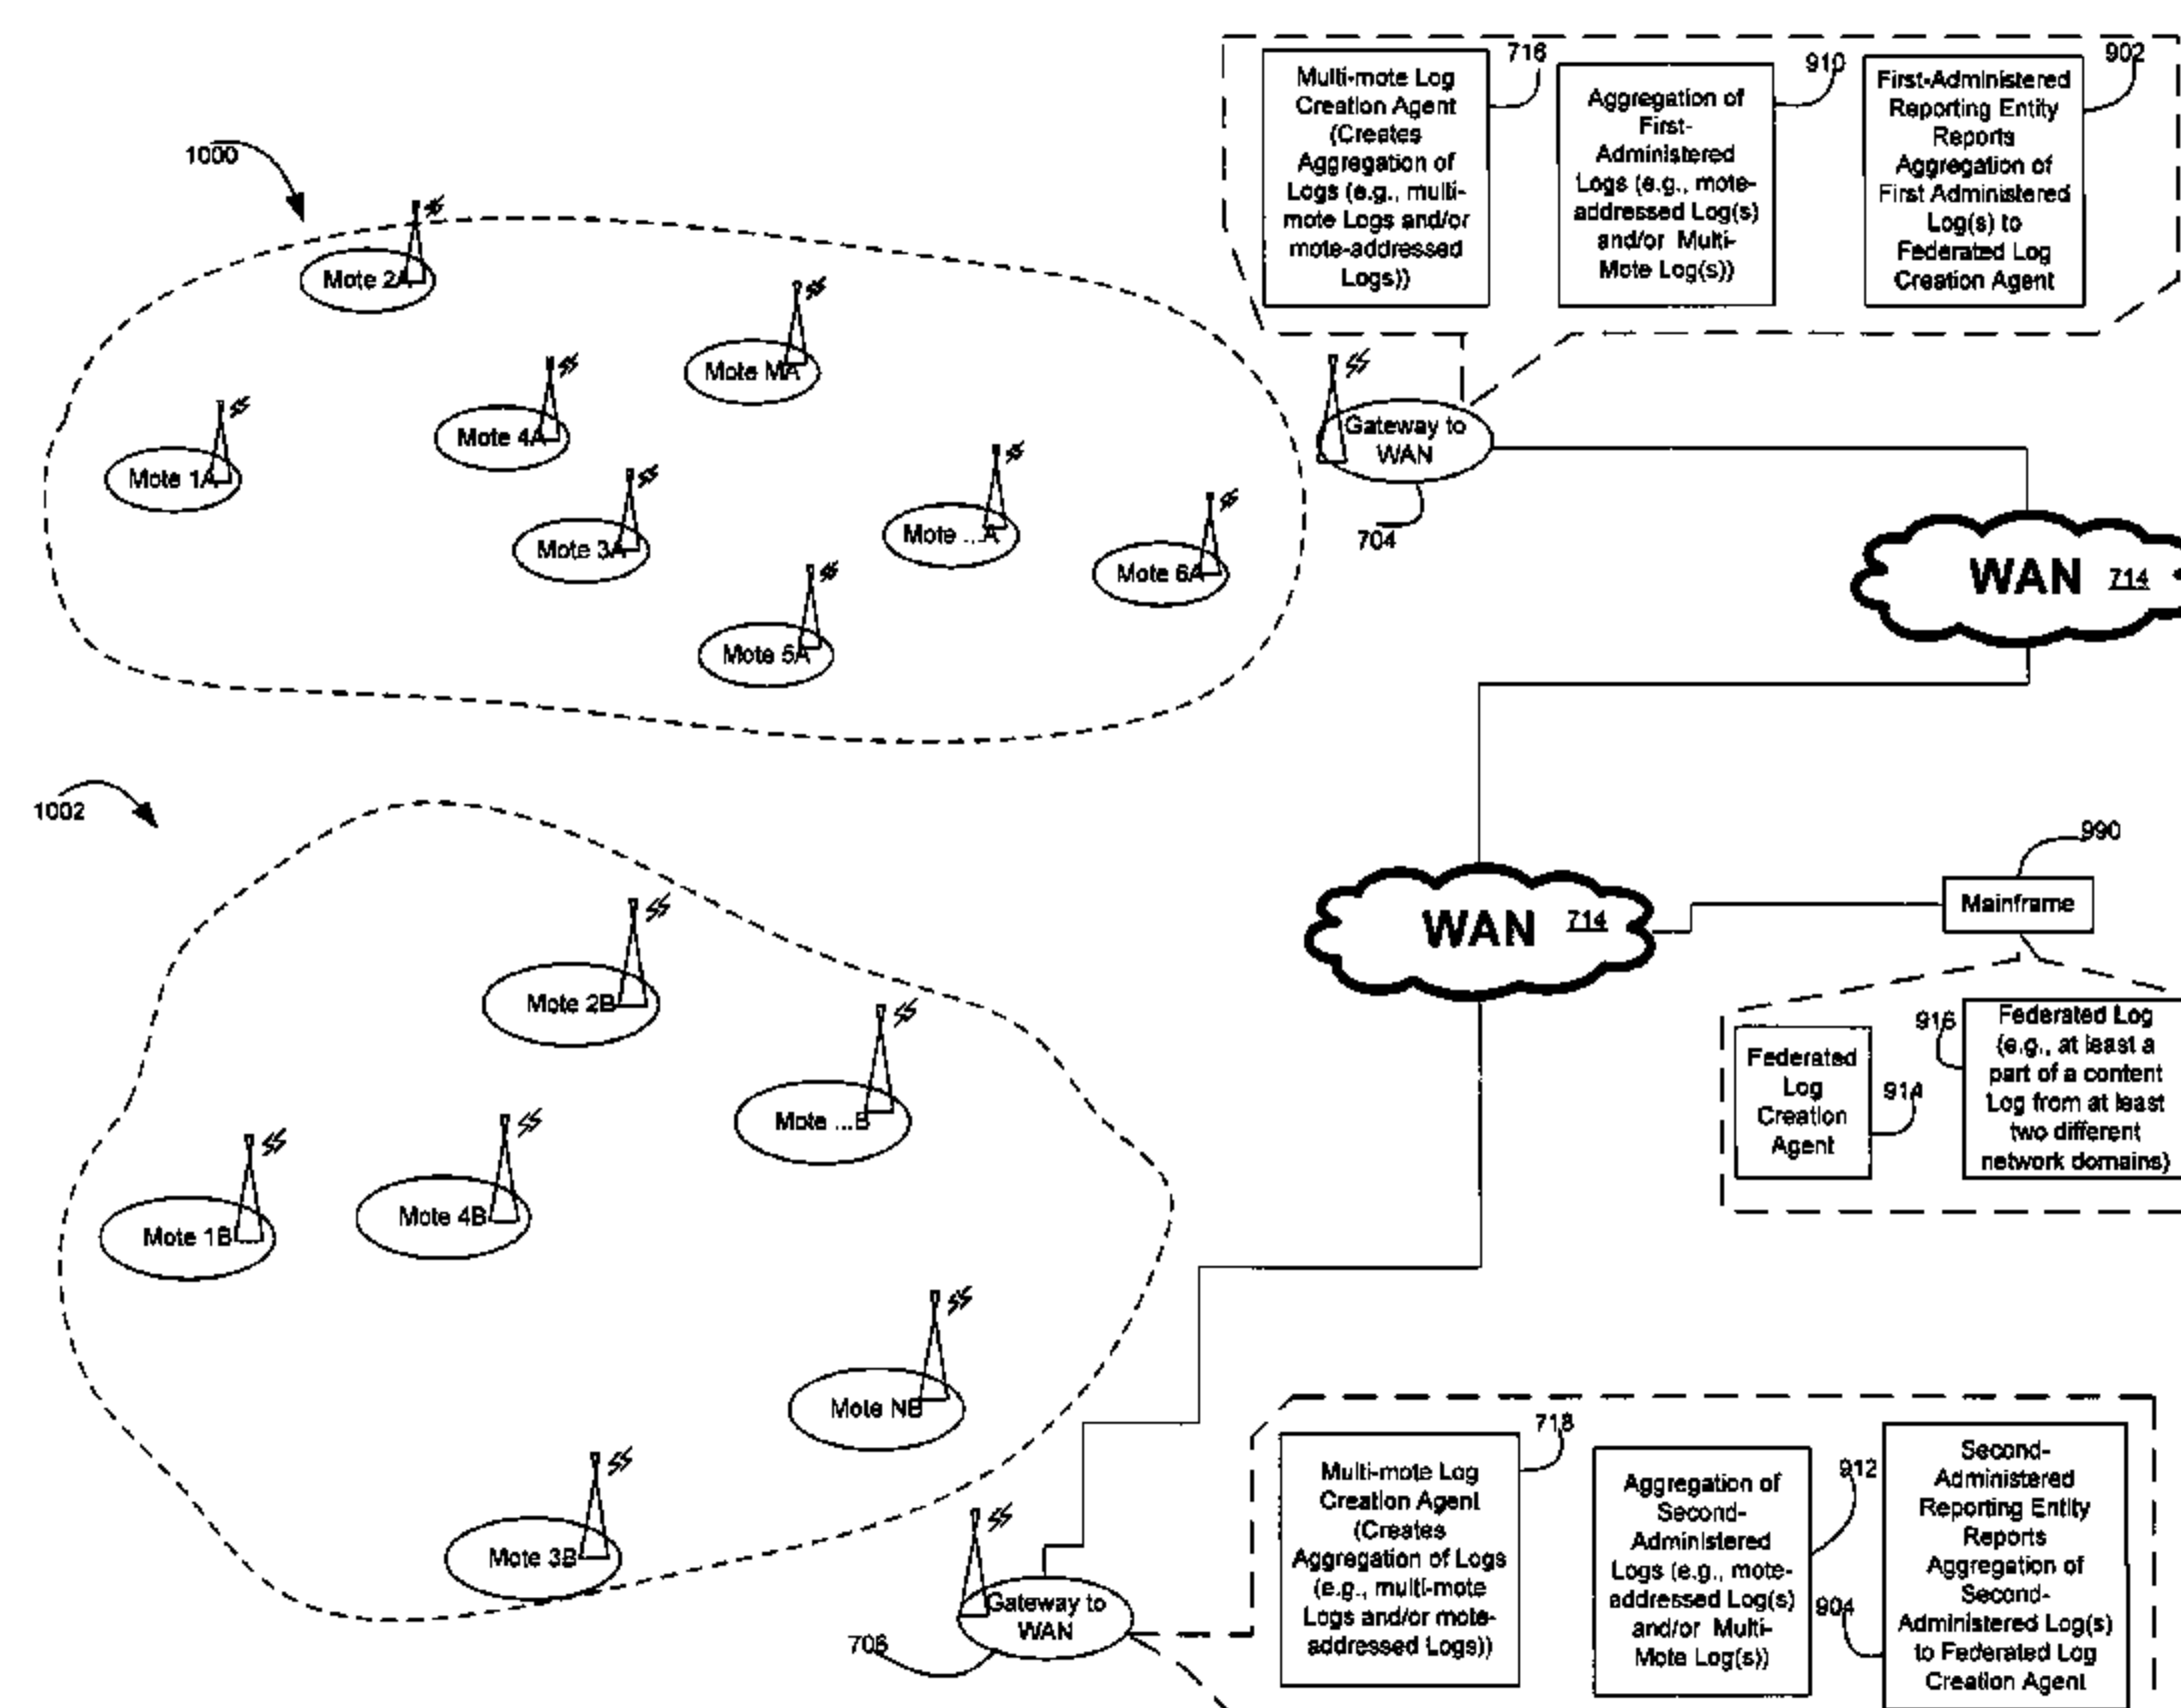 716
910
902
Multi-mote Log
Creation Agent
(Creates
Aggregation of
Logs (e.g., multi-
mote Logs and/or
mote-addressed
Logs))
Aggregation of
First-
Administered
Logs (e.g., mote-
addressed Log(s)
and/or Multi-
Mote Log(s))
First-Administered
Reporting Entity
Reports
Aggregation of
First Administered
Log(s) to
Federated Log
Creation Agent
1000
Mote 2A
Mote MA
Mote 4A
Mote 1A
Mote 3A
Mote ...A
Mote 6A
Mote 5A
Gateway to
WAN
704
WAN 714
1002
WAN 714
990
Mainframe
Mote 2B
Mote ...B
Mote 4B
Mote 1B
Mote NB
Mote 3B
Federated
Log
Creation
Agent
914
916
Federated Log
(e.g., at least a
part of a content
Log from at least
two different
network domains)
Gateway to
WAN
706
718
Multi-mote Log
Creation Agent
(Creates
Aggregation of Logs
(e.g., multi-mote
Logs and/or mote-
addressed Logs))
912
Aggregation of
Second-
Administered
Logs (e.g., mote-
addressed Log(s)
and/or Multi-
Mote Log(s))
904
Second-
Administered
Reporting Entity
Reports
Aggregation of
Second-
Administered Log(s)
to Federated Log
Creation Agent